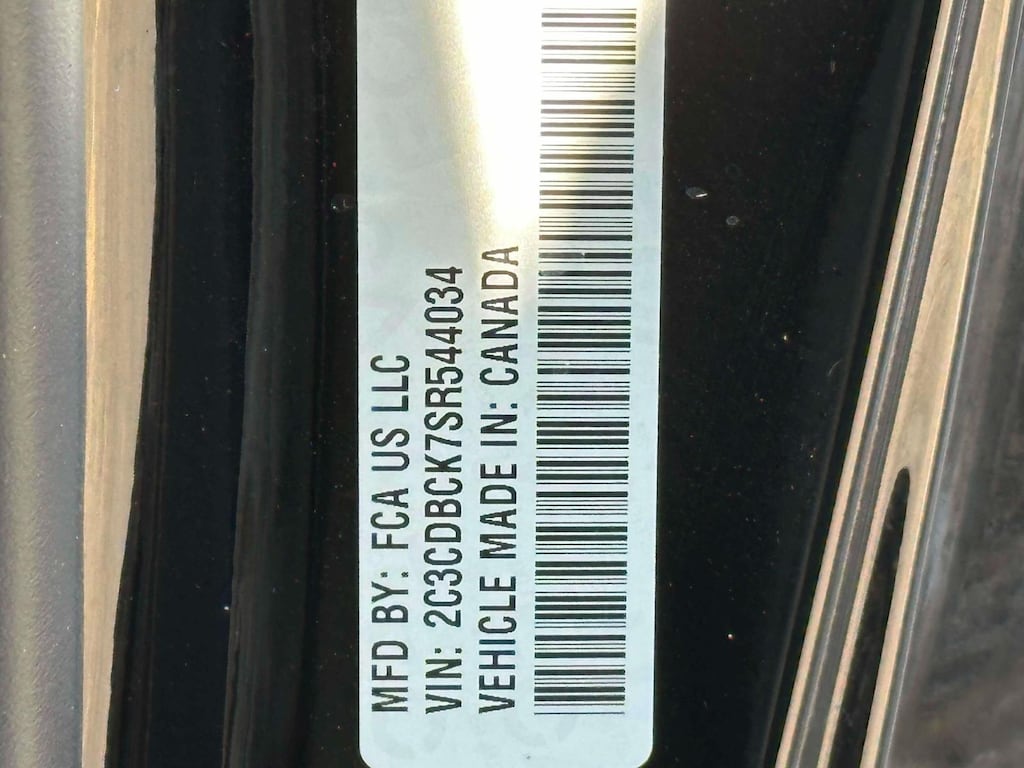 MFD BY: FCA US LLC
VIN: 2C3CDBCK7SR544034
VEHICLE MADE IN: CANADA